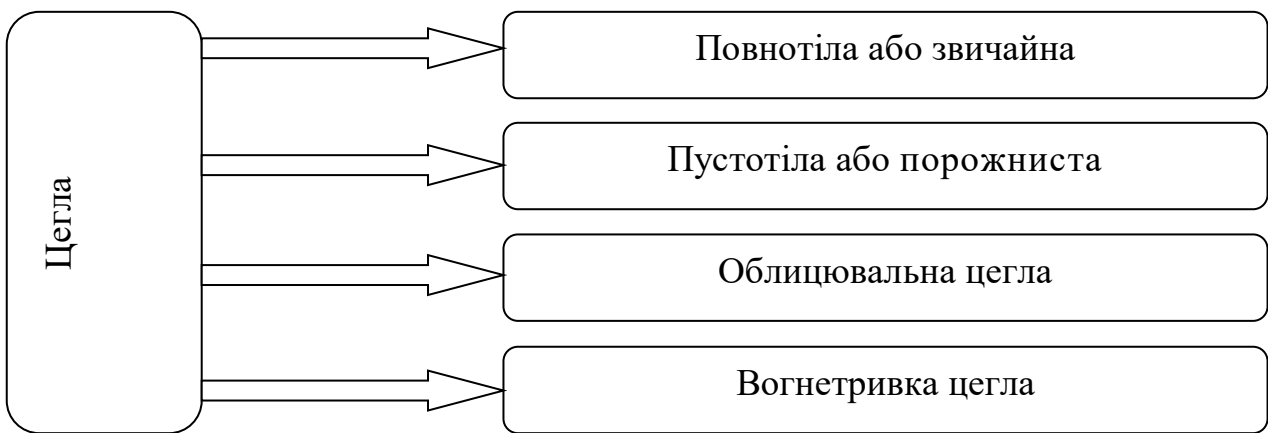 Цегла
Повнотіла або звичайна
Пустотіла або порожниста
Облицювальна цегла
Вогнетривка цегла